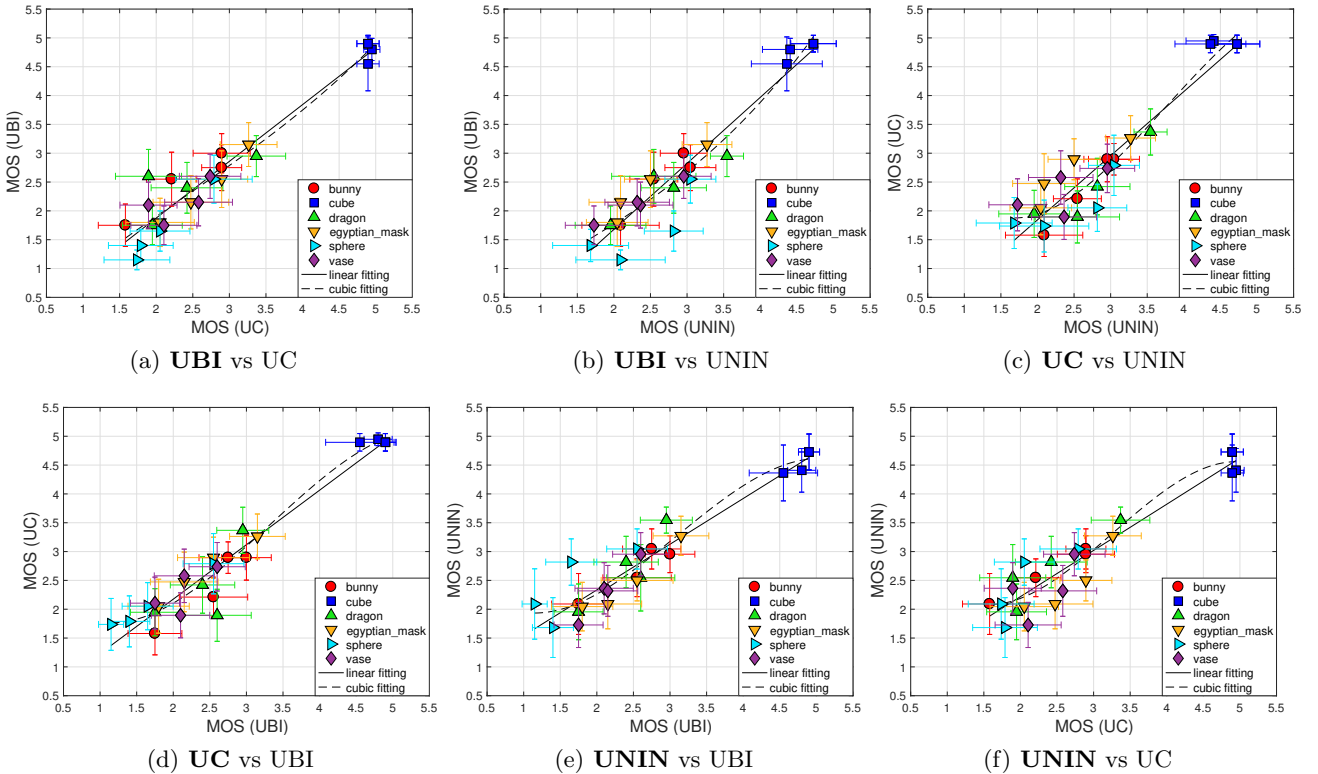 5.5
5
4.5
4
3.5
3
2.5
2
1.5
1
0.5
MOS (UBI)
0.5 1 1.5 2 2.5 3 3.5 4 4.5 5 5.5
MOS (UC)
bunny
cube
dragon
egyptian_mask
sphere
vase
linear fitting
cubic fitting
(a) UBI vs UC
5.5
5
4.5
4
3.5
3
2.5
2
1.5
1
0.5
MOS (UBI)
0.5 1 1.5 2 2.5 3 3.5 4 4.5 5 5.5
MOS (UNIN)
bunny
cube
dragon
egyptian_mask
sphere
vase
linear fitting
cubic fitting
(b) UBI vs UNIN
5.5
5
4.5
4
3.5
3
2.5
2
1.5
1
0.5
MOS (UC)
0.5 1 1.5 2 2.5 3 3.5 4 4.5 5 5.5
MOS (UNIN)
bunny
cube
dragon
egyptian_mask
sphere
vase
linear fitting
cubic fitting
(c) UC vs UNIN
5.5
5
4.5
4
3.5
3
2.5
2
1.5
1
0.5
MOS (UC)
0.5 1 1.5 2 2.5 3 3.5 4 4.5 5 5.5
MOS (UBI)
bunny
cube
dragon
egyptian_mask
sphere
vase
linear fitting
cubic fitting
(d) UC vs UBI
5.5
5
4.5
4
3.5
3
2.5
2
1.5
1
0.5
MOS (UNIN)
0.5 1 1.5 2 2.5 3 3.5 4 4.5 5 5.5
MOS (UBI)
bunny
cube
dragon
egyptian_mask
sphere
vase
linear fitting
cubic fitting
(e) UNIN vs UBI
5.5
5
4.5
4
3.5
3
2.5
2
1.5
1
0.5
MOS (UNIN)
0.5 1 1.5 2 2.5 3 3.5 4 4.5 5 5.5
MOS (UC)
bunny
cube
dragon
egyptian_mask
sphere
vase
linear fitting
cubic fitting
(f) UNIN vs UC